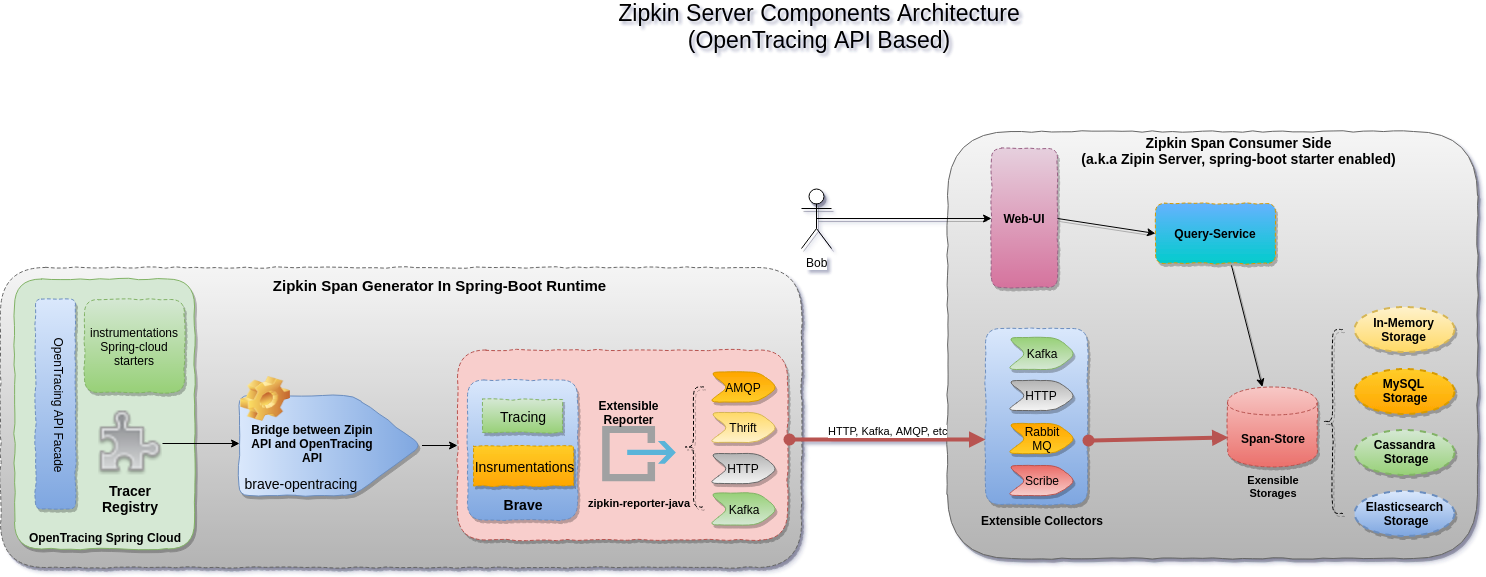 Zipkin Server Components Architecture
(OpenTracing API Based)
Zipkin Span Generator In Spring-Boot Runtime
OpenTracing API Facade
instrumentations
Spring-cloud
starters
Tracer
Registry
OpenTracing Spring Cloud
Bridge between Zipin
API and OpenTracing
API
brave-opentracing
Tracing
Insrumentations
Brave
Extensible
Reporter
zipkin-reporter-java
AMQP
Thrift
HTTP
Kafka
HTTP, Kafka, AMQP, etc
Bob
Zipkin Span Consumer Side
(a.k.a Zipin Server, spring-boot starter enabled)
Web-UI
Query-Service
Kafka
HTTP
Rabbit
MQ
Scribe
Extensible Collectors
Span-Store
Exensible
Storages
In-Memory
Storage
MySQL
Storage
Cassandra
Storage
Elasticsearch
Storage